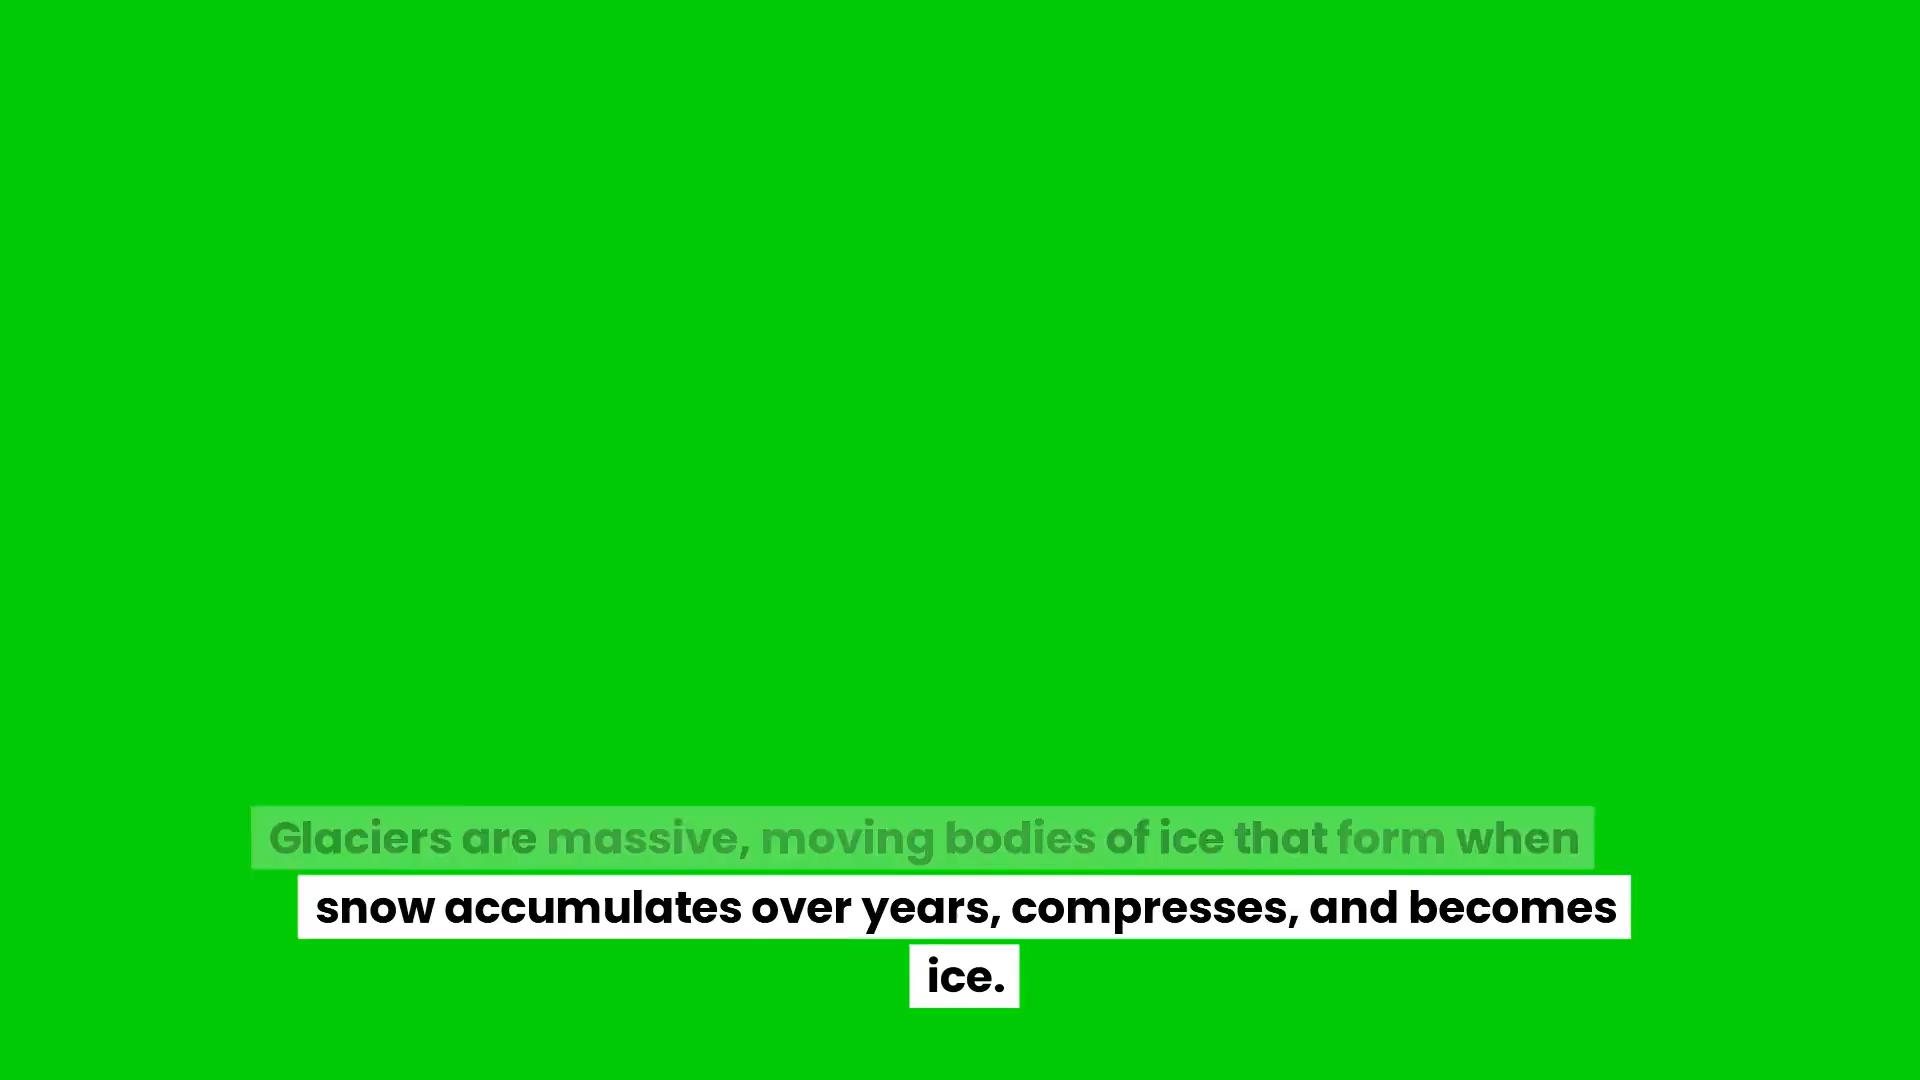 Glaciers are massive, moving bodies of ice that form when
snow accumulates over years, compresses, and becomes
ice.